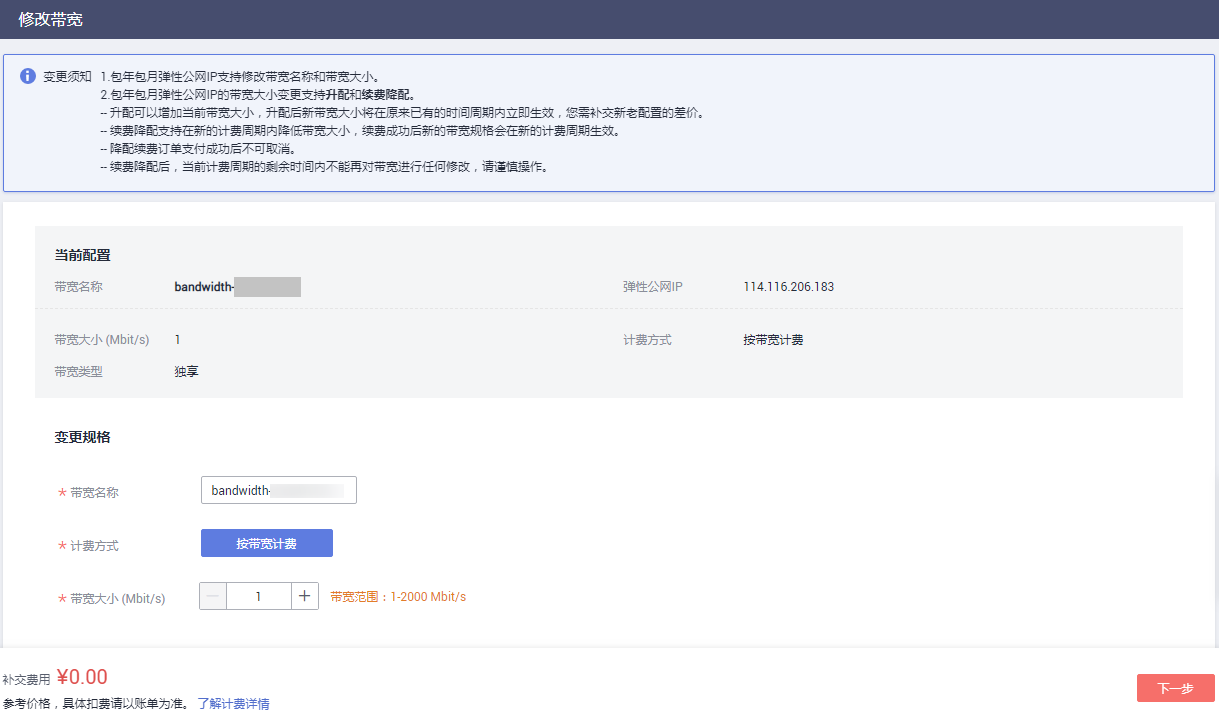 修改带宽
变更须知 1.包年包月弹性公网IP支持修改带宽名称和带宽大小。
2.包年包月弹性公网IP的带宽大小变更支持升配和续费降配。
-- 升配可以增加当前带宽大小，升配后新带宽大小将在原来已有的时间周期内立即生效，您需补交新老配置的差价。
-- 续费降配支持在新的计费周期内降低带宽大小，续费成功后新的带宽规格会在新的计费周期生效。
-- 降配续费订单支付成功后不可取消。
-- 续费降配后，当前计费周期的剩余时间内不能再对带宽进行任何修改，请谨慎操作。
当前配置
带宽名称 bandwidth- 弹性公网IP 114.116.206.183
带宽大小 (Mbit/s) 1 计费方式 按带宽计费
带宽类型 独享
变更规格
* 带宽名称 bandwidth-
* 计费方式 按带宽计费
* 带宽大小 (Mbit/s) — 1 + 带宽范围：1-2000 Mbit/s
补交费用 ¥0.00
下一步
参考价格，具体扣费请以账单为准。 了解计费详情